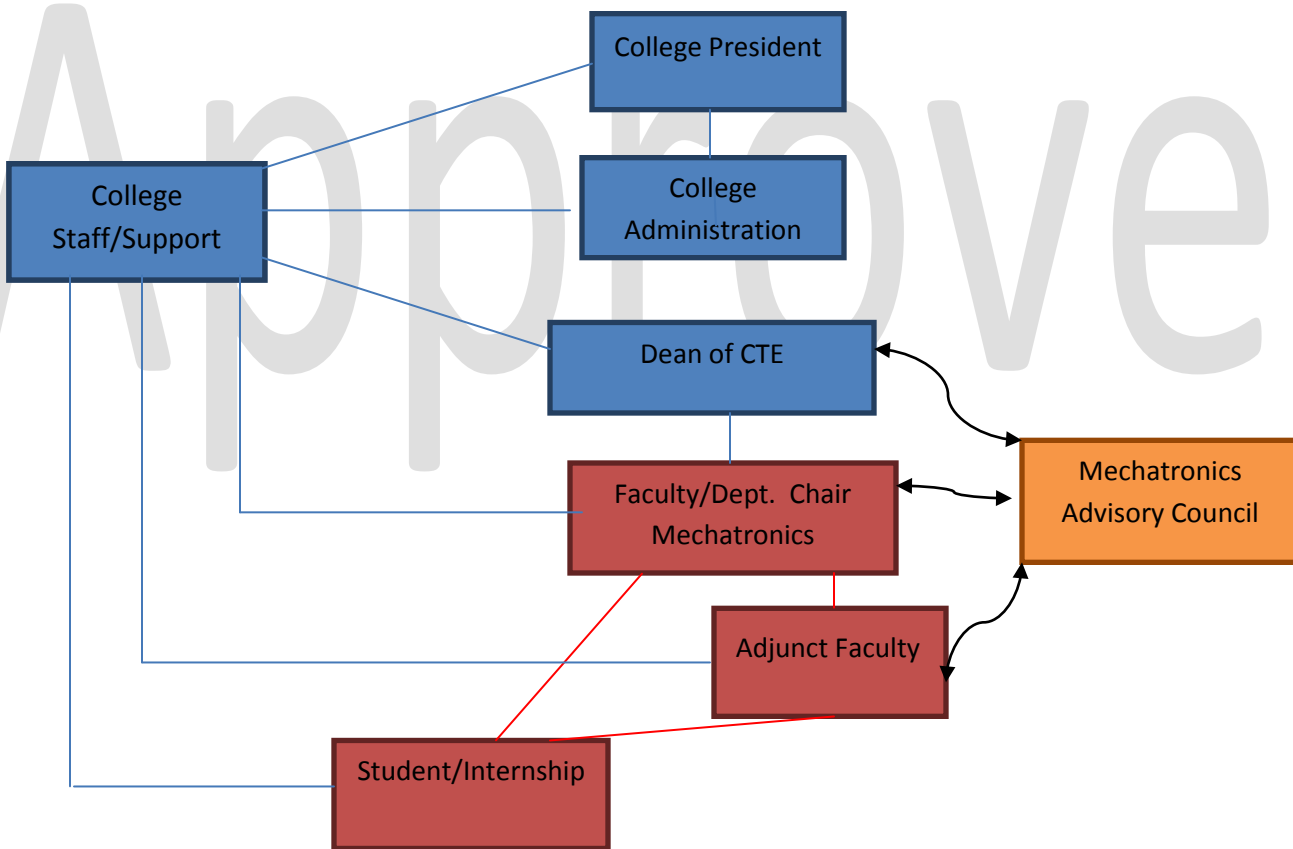 Approve
College President
College
Staff/Support
College
Administration
Dean of CTE
Faculty/Dept.  Chair
Mechatronics
Mechatronics
Advisory Council
Adjunct Faculty
Student/Internship